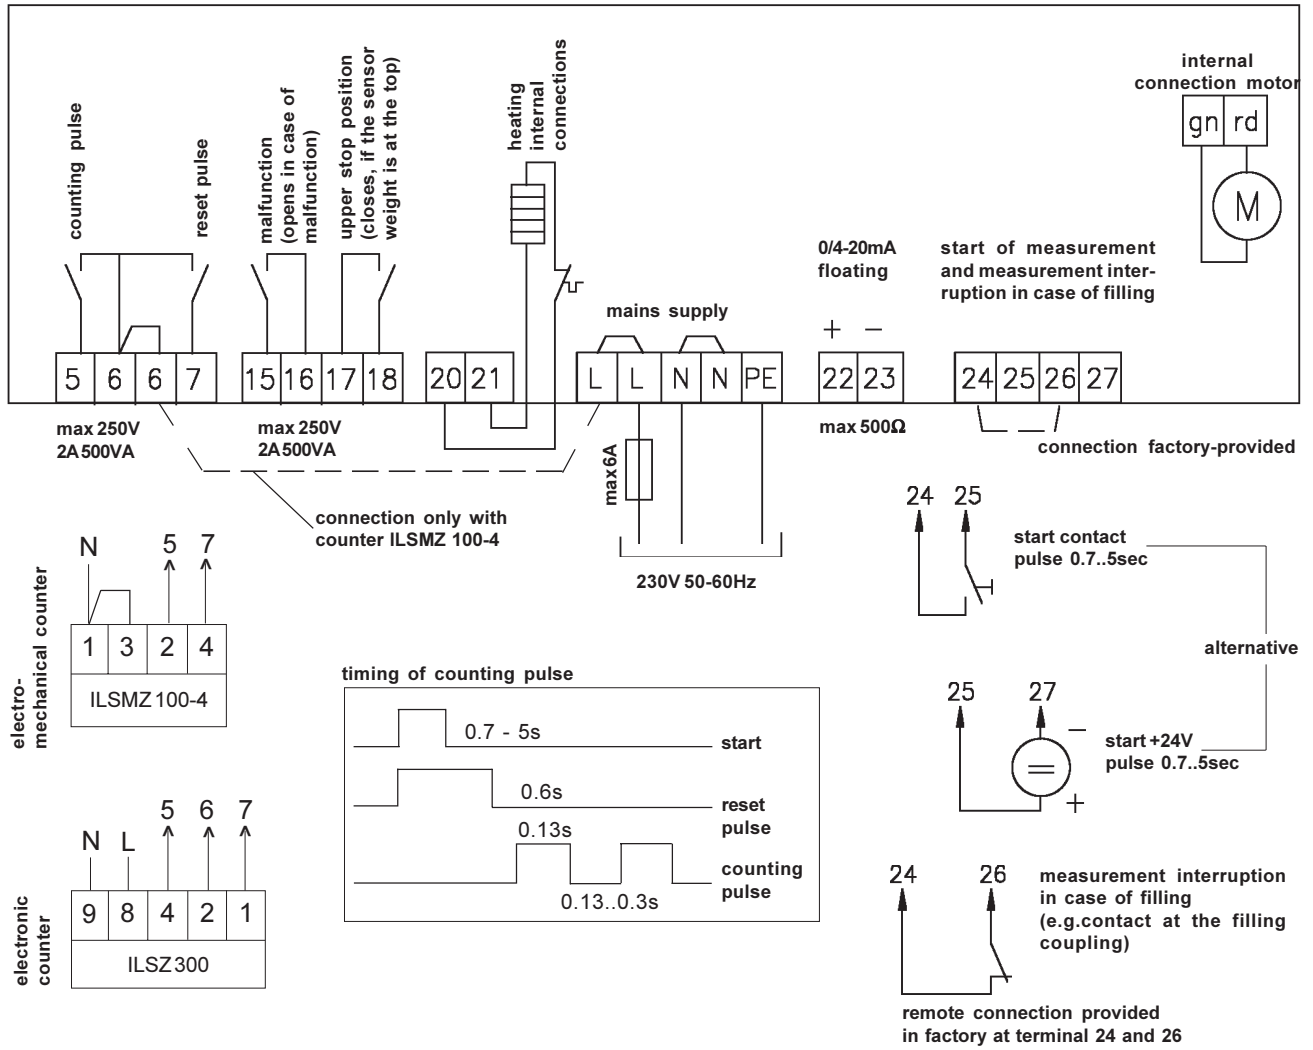 internal
connection motor
gn rd
M
counting pulse
reset pulse
malfunction
(opens in case of
malfunction)
upper stop position
(closes, if the sensor
weight is at the top)
heating
internal
connections
0/4-20mA
floating
+ −
start of measurement
and measurement inter-
ruption in case of filling
mains supply
5 6 6 7
15 16 17 18
20 21
L L N N PE
22 23
24 25 26 27
max 250V
2A 500VA
max 250V
2A 500VA
max 6A
max 500Ω
connection factory-provided
connection only with
counter ILSMZ 100-4
230V 50-60Hz
24 25
start contact
pulse 0.7..5sec
alternative
25 27
−
+
start +24V
pulse 0.7..5sec
24 26
measurement interruption
in case of filling
(e.g.contact at the filling
coupling)
remote connection provided
in factory at terminal 24 and 26
electro-
mechanical counter
N 5 7
1 3 2 4
ILSMZ 100-4
electronic
counter
N L 5 6 7
9 8 4 2 1
ILSZ 300
timing of counting pulse
0.7 - 5s
start
0.6s
reset
pulse
0.13s
counting
pulse
0.13..0.3s